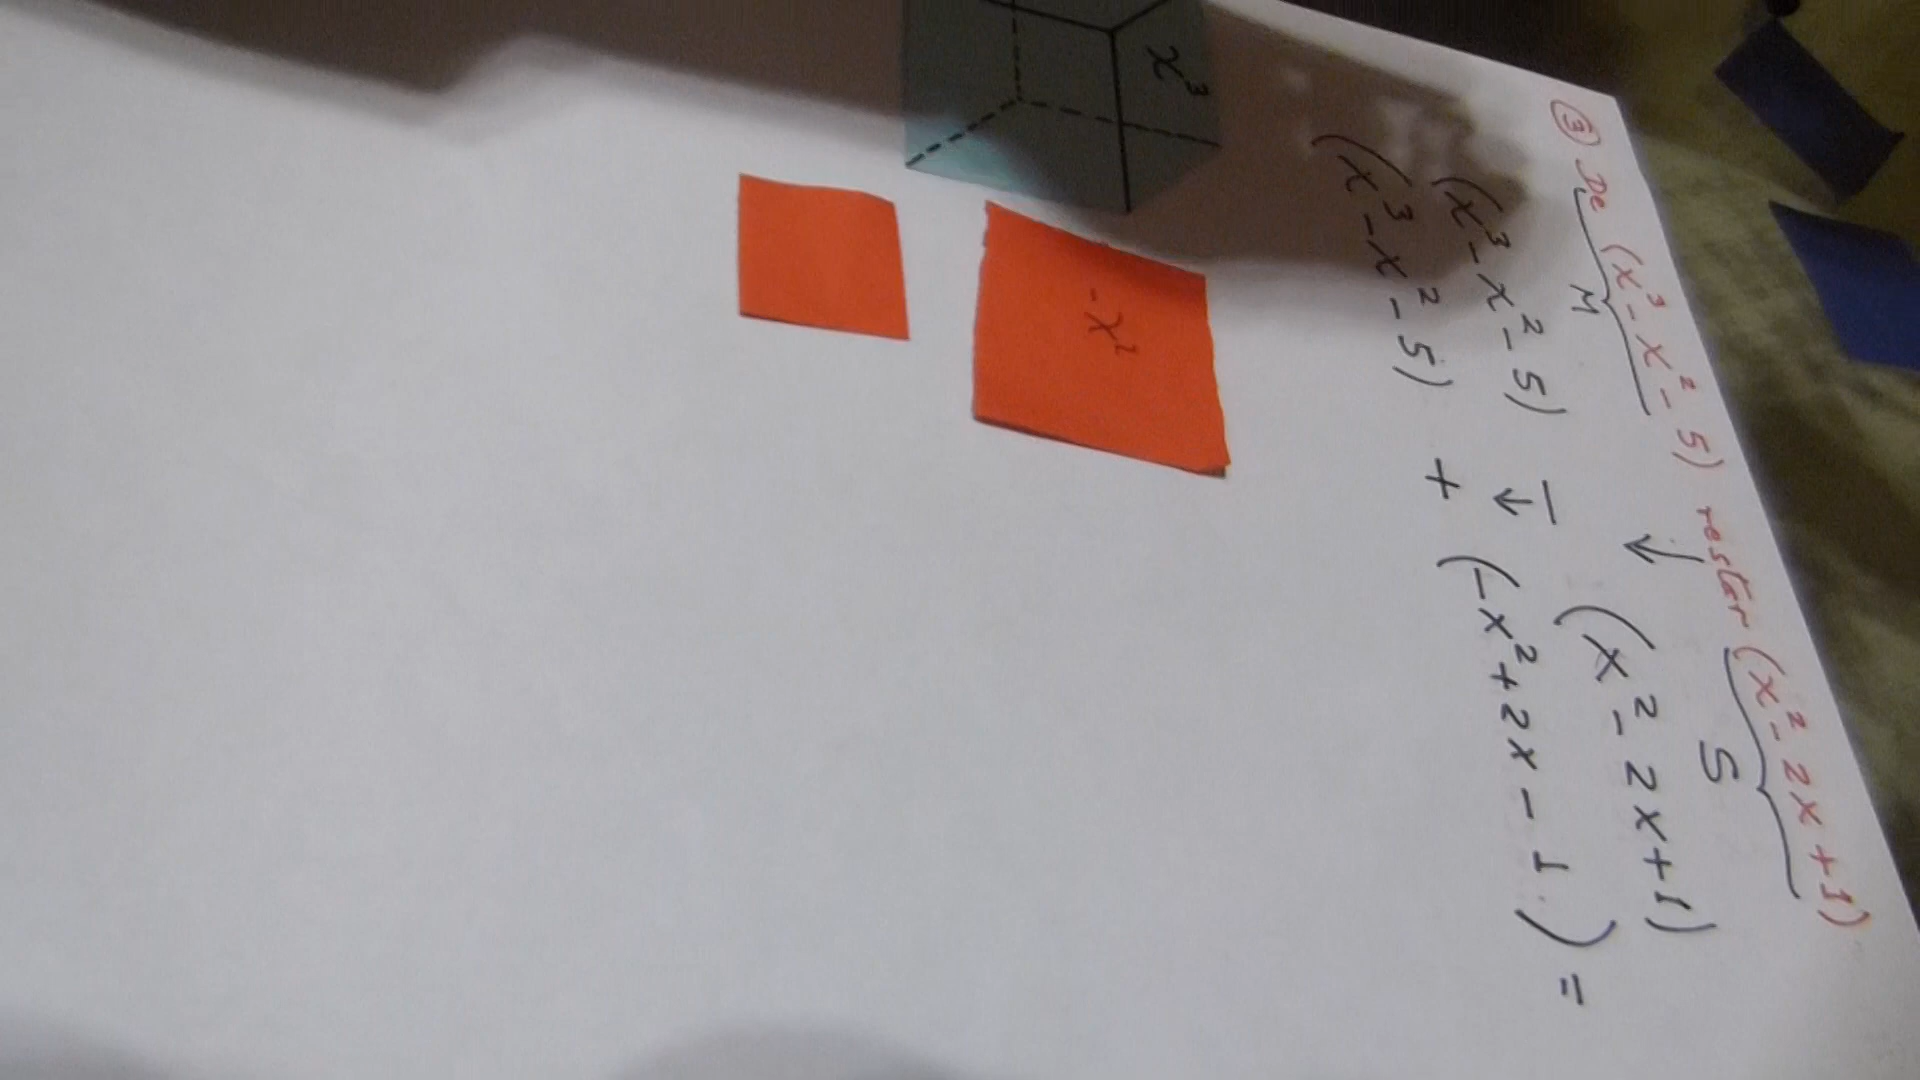 ③ De (x³ - x² - 5) restar (x² - 2x + 1)
M S
(x³ - x² - 5) - (x² - 2x + 1)
(x³ - x² - 5) + (-x² + 2x - 1) =
x³
-x²